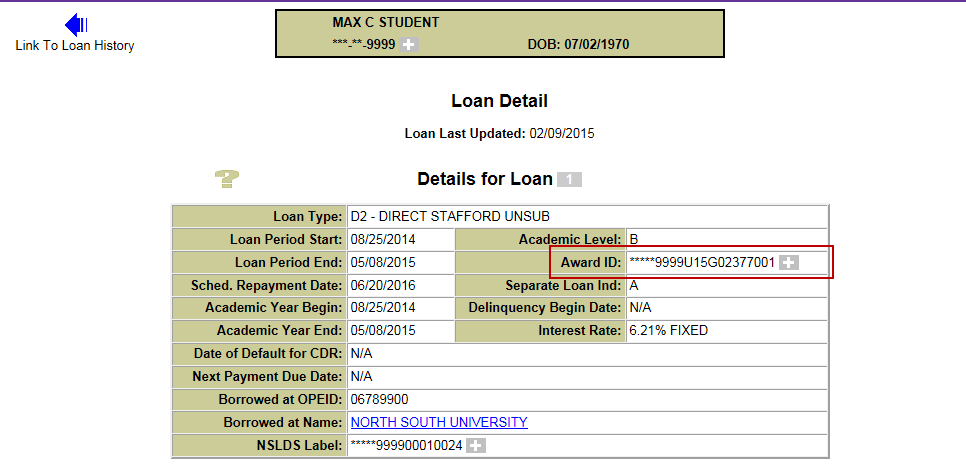 MAX C STUDENT
***-**-9999 +
DOB: 07/02/1970
Link To Loan History
Loan Detail
Loan Last Updated: 02/09/2015
? Details for Loan 1
Loan Type: D2 - DIRECT STAFFORD UNSUB
Loan Period Start: 08/25/2014 Academic Level: B
Loan Period End: 05/08/2015 Award ID: *****9999U15G02377001 +
Sched. Repayment Date: 06/20/2016 Separate Loan Ind: A
Academic Year Begin: 08/25/2014 Delinquency Begin Date: N/A
Academic Year End: 05/08/2015 Interest Rate: 6.21% FIXED
Date of Default for CDR: N/A
Next Payment Due Date: N/A
Borrowed at OPEID: 06789900
Borrowed at Name: NORTH SOUTH UNIVERSITY
NSLDS Label: *****999900010024 +